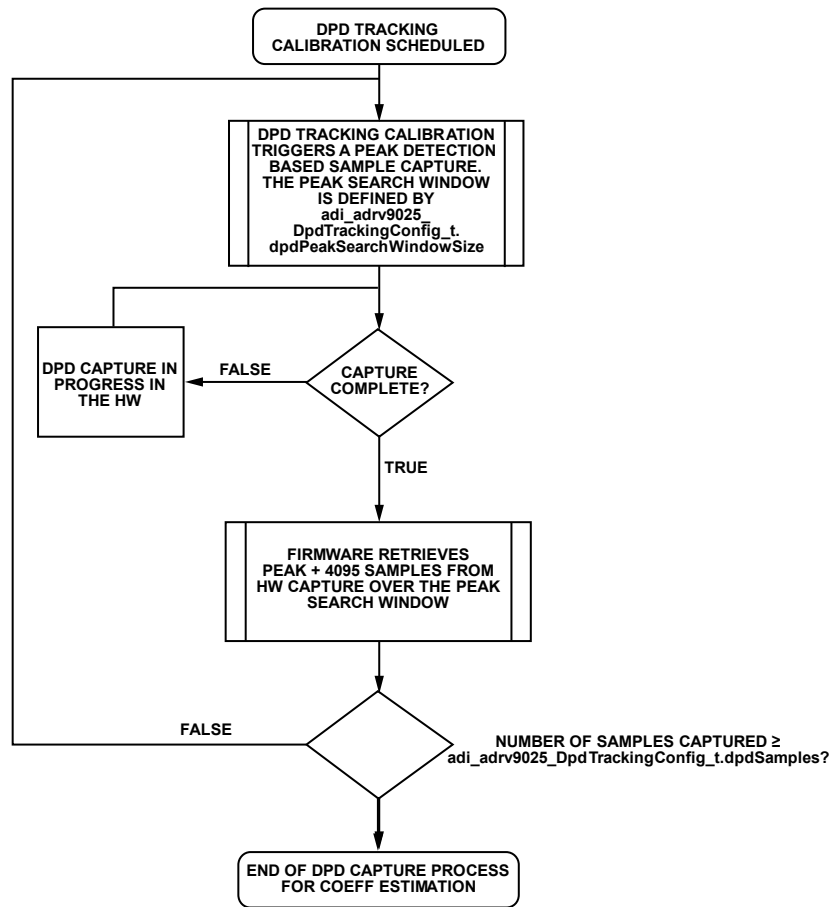 DPD TRACKING
CALIBRATION SCHEDULED
DPD TRACKING CALIBRATION
TRIGGERS A PEAK DETECTION
BASED SAMPLE CAPTURE.
THE PEAK SEARCH WINDOW
IS DEFINED BY
adi_adrv9025_
DpdTrackingConfig_t.
dpdPeakSearchWindowSize
DPD CAPTURE IN
PROGRESS IN
THE HW
FALSE
CAPTURE
COMPLETE?
TRUE
FIRMWARE RETRIEVES
PEAK + 4095 SAMPLES FROM
HW CAPTURE OVER THE PEAK
SEARCH WINDOW
FALSE
NUMBER OF SAMPLES CAPTURED ≥
adi_adrv9025_DpdTrackingConfig_t.dpdSamples?
END OF DPD CAPTURE PROCESS
FOR COEFF ESTIMATION